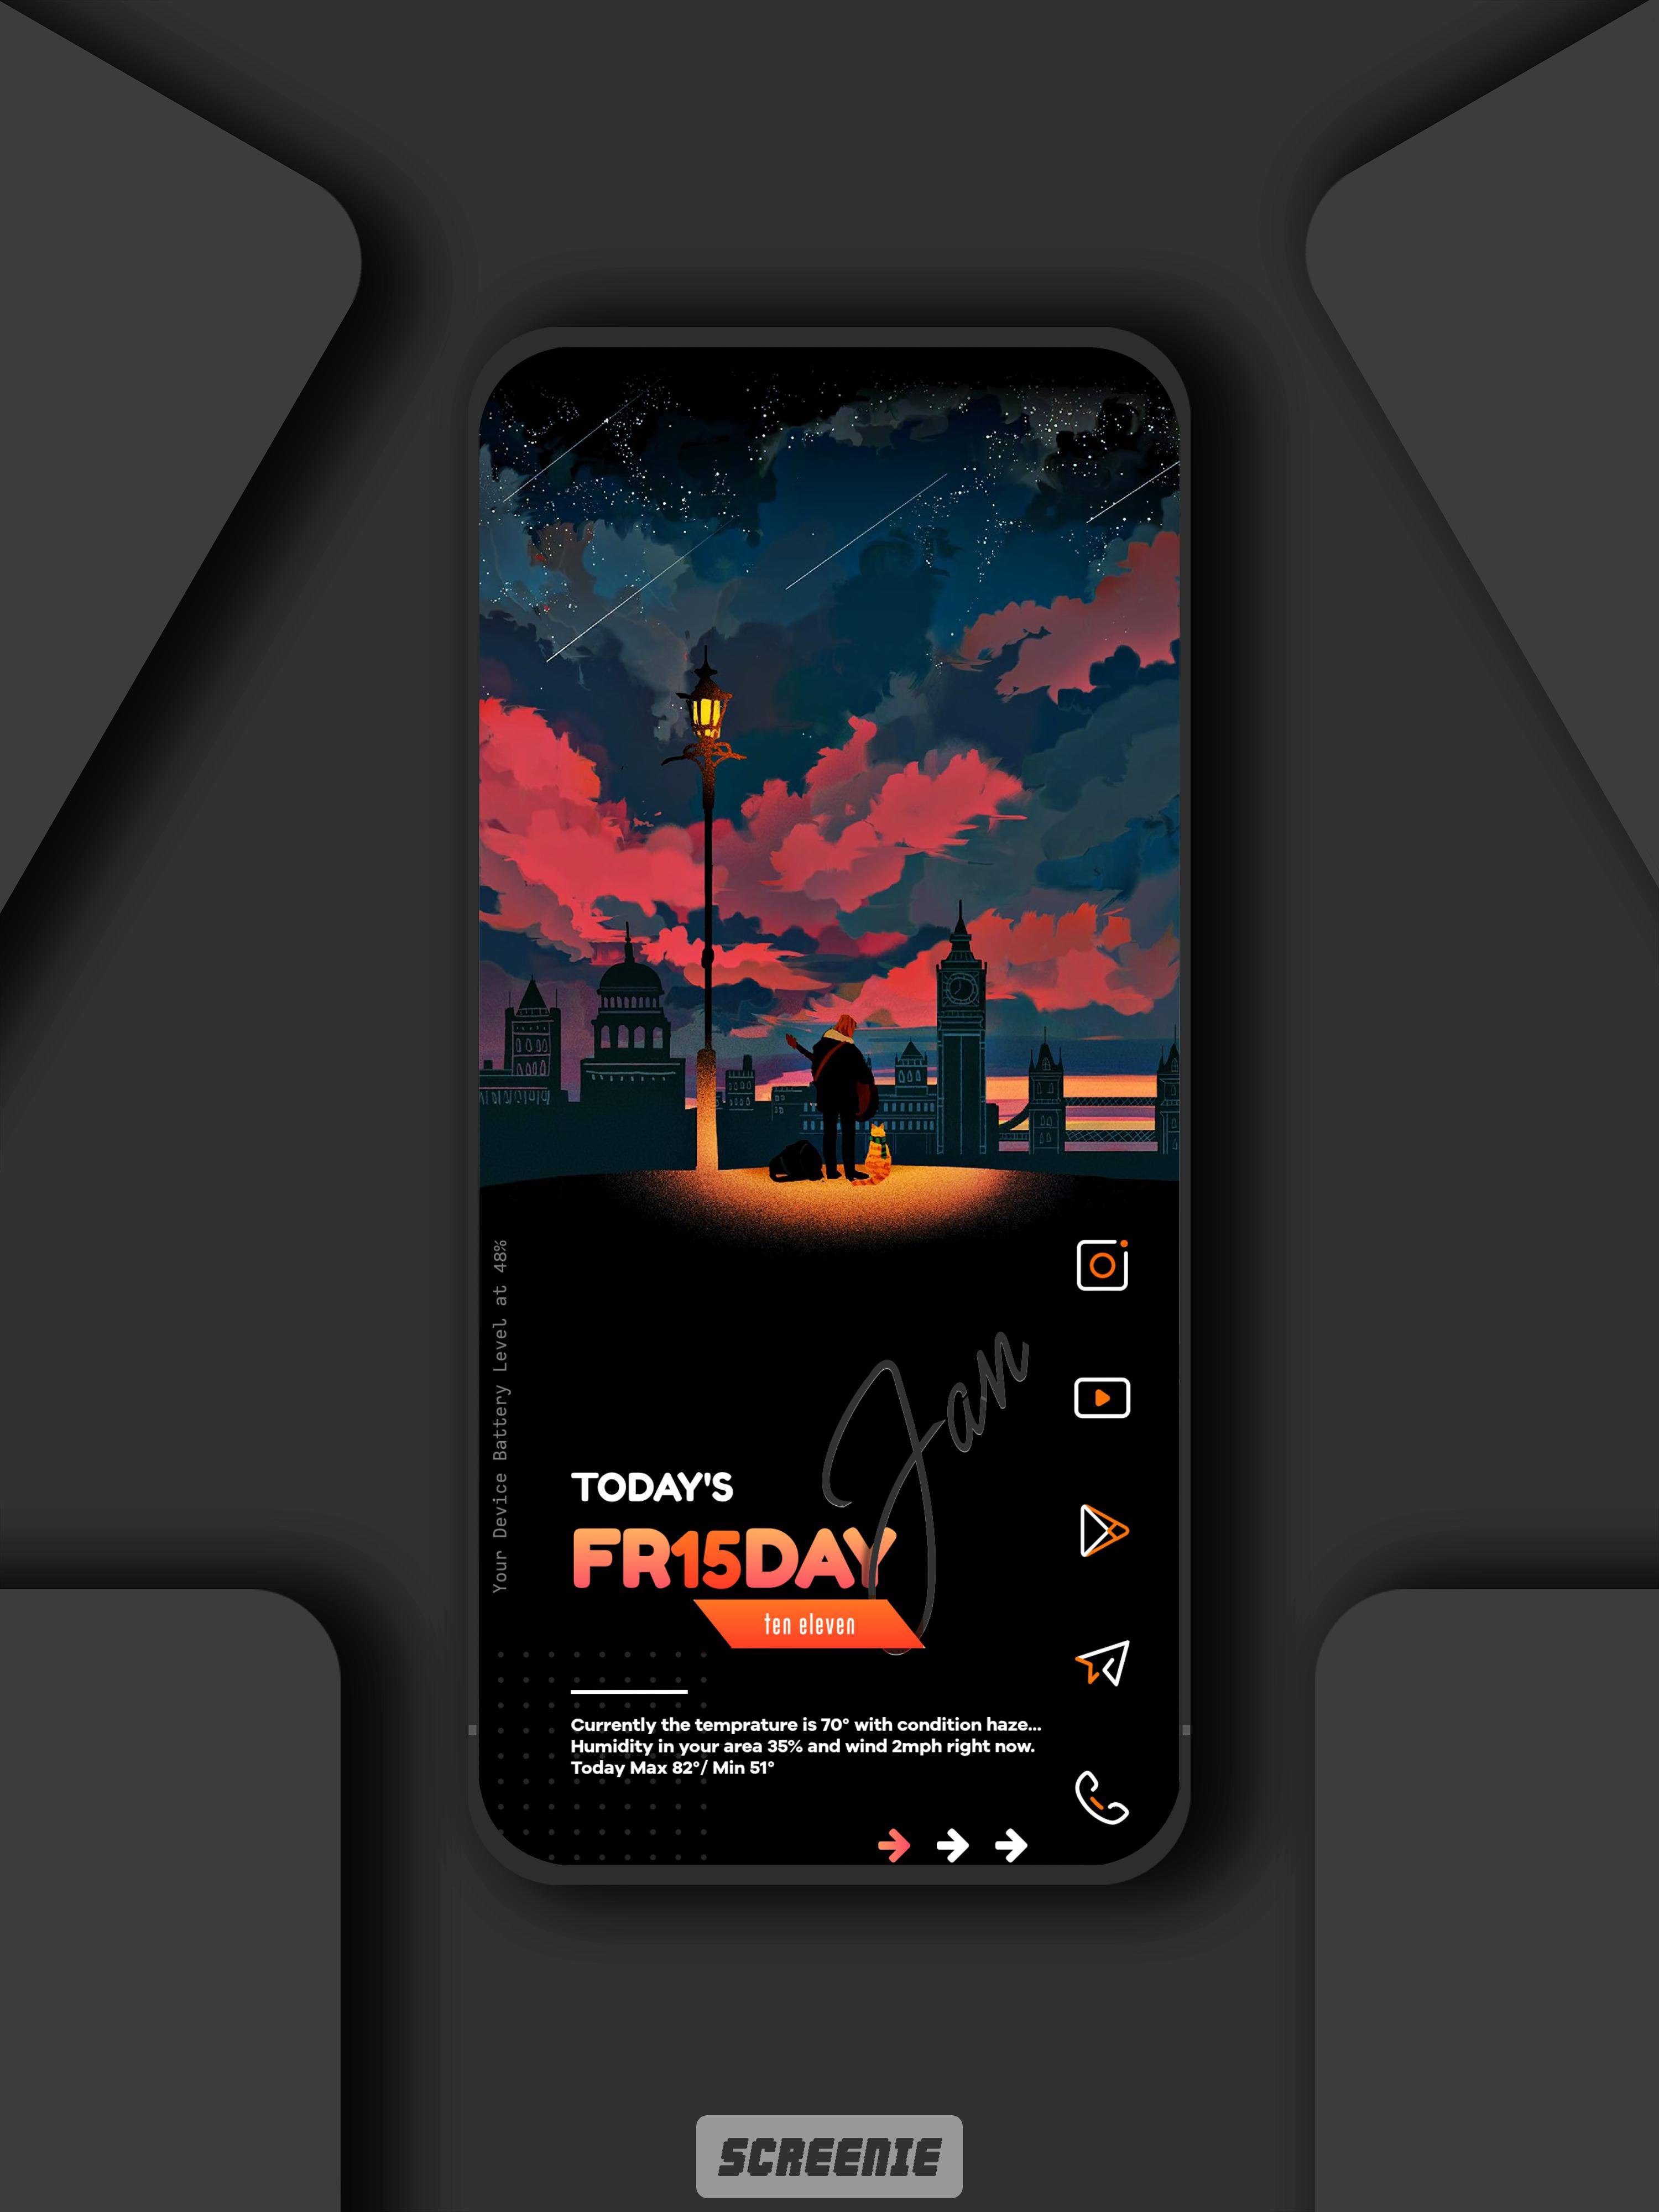 Your Device Battery Level at 48%
Jan
TODAY'S
FR15DAY
ten eleven
Currently the temprature is 70° with condition haze...
Humidity in your area 35% and wind 2mph right now.
Today Max 82°/ Min 51°
SCREENIE